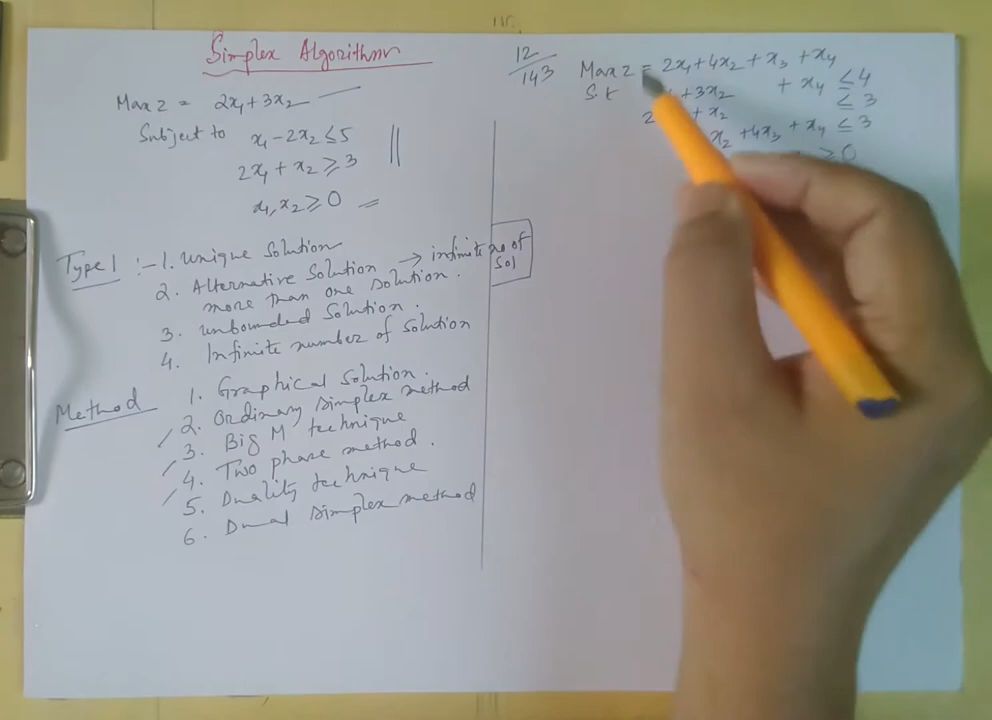 Simplex Algorithm
Max z = 2x₁+3x₂
Subject to x₁-2x₂ ≤ 5
2x₁+x₂ ≥ 3
x₁, x₂ ≥ 0
Type 1 :- 1. Unique Solution
2. Alternative Solution → infinite no of sol
more than one solution.
3. unbounded Solution.
4. Infinite number of solution
Method 1. Graphical Solution.
2. Ordinary simplex method
3. Big M technique
4. Two phase method.
5. Duality technique
6. Dual simplex method
12/143
Max z = 2x₁+4x₂+x₃+x₄
S.t +3x₂ +x₄ ≤ 4
2 +x₂ ≤ 3
x₂+4x₃+x₄ ≤ 3
≥ 0